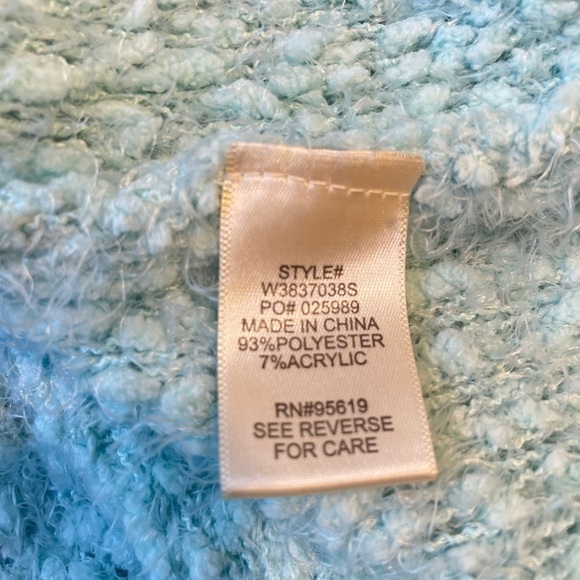 STYLE#
W3837038S
PO# 025989
MADE IN CHINA
93%POLYESTER
7%ACRYLIC
RN#95619
SEE REVERSE
FOR CARE